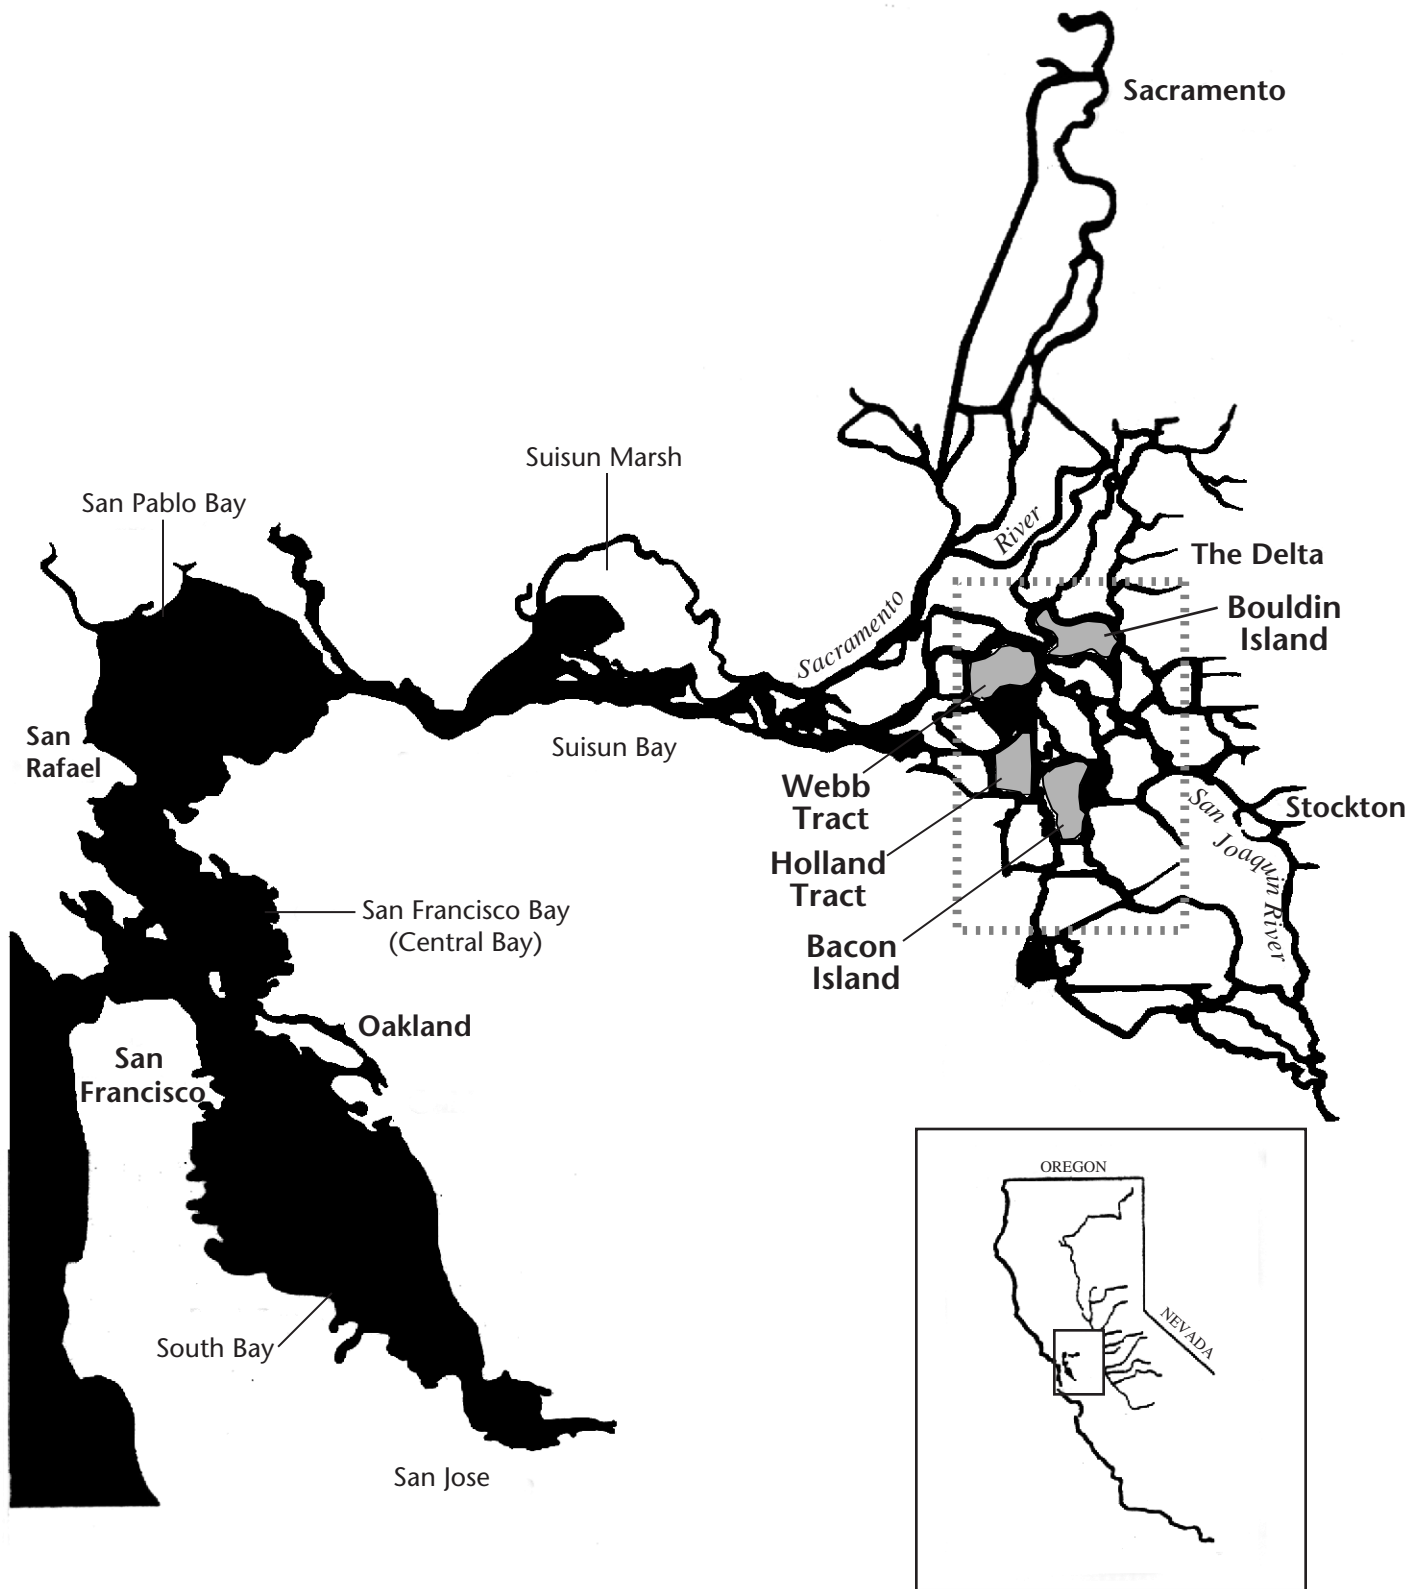 Sacramento
Suisun Marsh
San Pablo Bay
River
The Delta
Bouldin
Island
Sacramento
San
Rafael
Suisun Bay
Webb
Tract
San
Joaquin River
Stockton
Holland
Tract
San Francisco Bay
(Central Bay)
Bacon
Island
Oakland
San
Francisco
OREGON
NEVADA
South Bay
San Jose